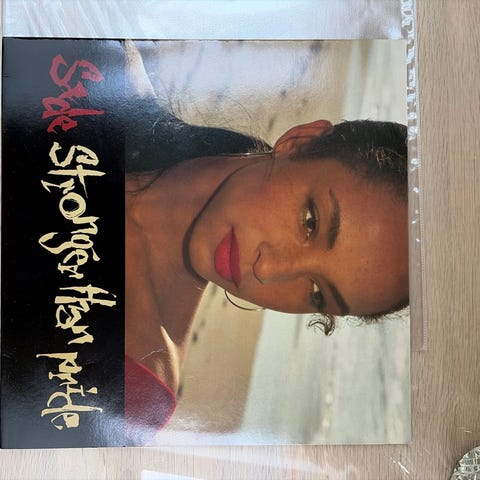 Sade
Stronger than pride.